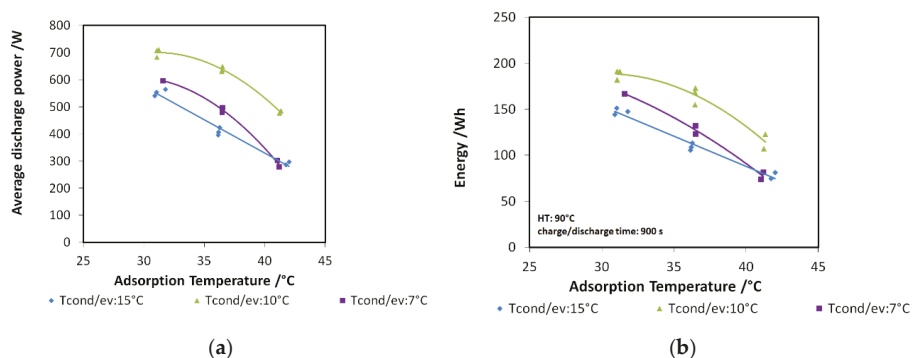 800
700
600
500
400
300
200
100
0
25 30 35 40 45
Average discharge power /W
Adsorption Temperature /°C
Tcond/ev:15°C Tcond/ev:10°C Tcond/ev:7°C
(a)
250
200
150
100
50
0
25 30 35 40 45
Energy /Wh
HT: 90°C
charge/discharge time: 900 s
Adsorption Temperature /°C
Tcond/ev:15°C Tcond/ev:10°C Tcond/ev:7°C
(b)